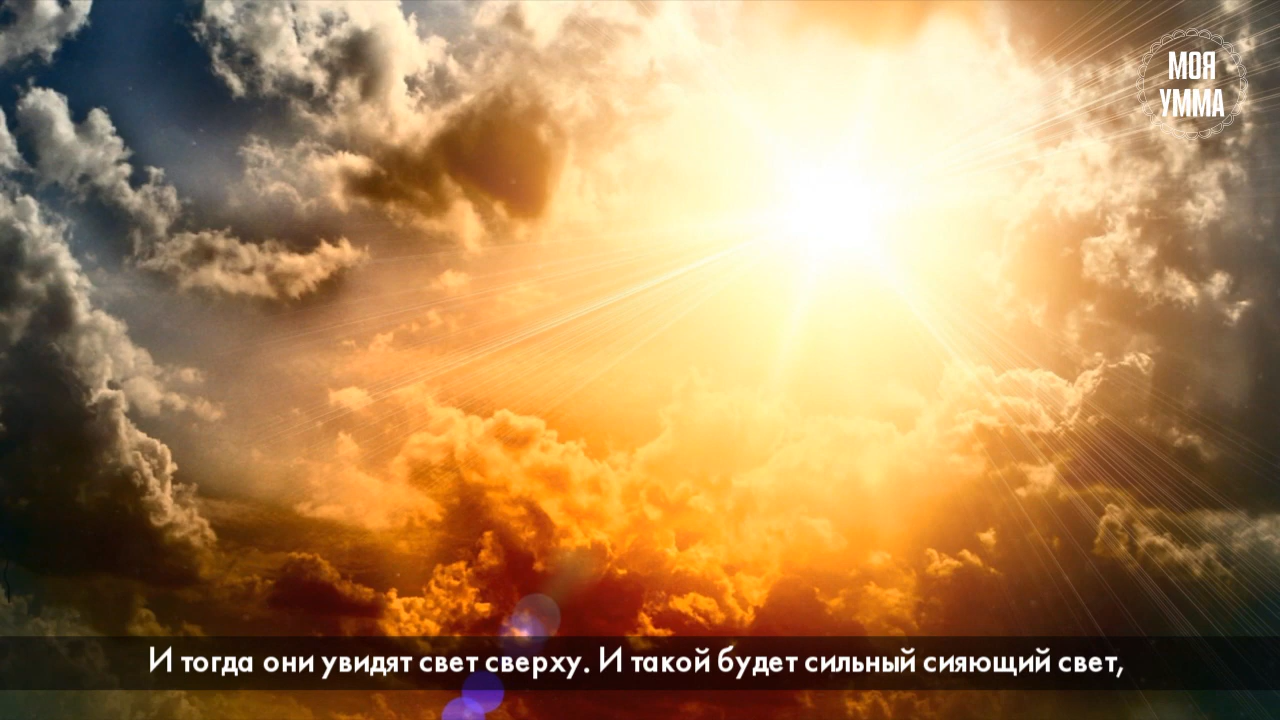 МОЯ
УММА
И тогда они увидят свет сверху. И такой будет сильный сияющий свет,